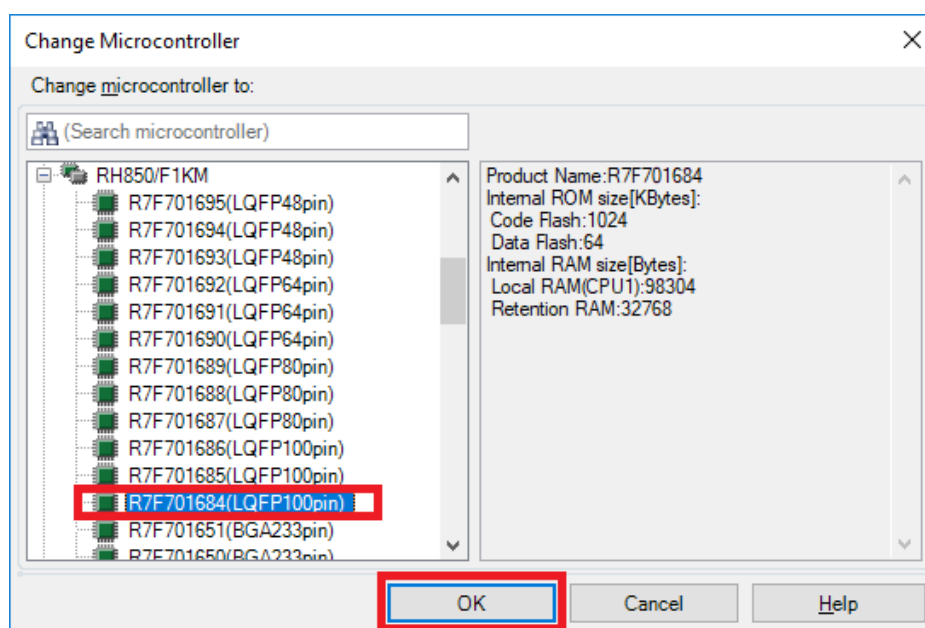 Change Microcontroller
Change microcontroller to:
(Search microcontroller)
RH850/F1KM
R7F701695(LQFP48pin)
R7F701694(LQFP48pin)
R7F701693(LQFP48pin)
R7F701692(LQFP64pin)
R7F701691(LQFP64pin)
R7F701690(LQFP64pin)
R7F701689(LQFP80pin)
R7F701688(LQFP80pin)
R7F701687(LQFP80pin)
R7F701686(LQFP100pin)
R7F701685(LQFP100pin)
R7F701684(LQFP100pin)
R7F701651(BGA233pin)
R7F701650(BGA233pin)
Product Name:R7F701684
Internal ROM size[KBytes]:
Code Flash:1024
Data Flash:64
Internal RAM size[Bytes]:
Local RAM(CPU1):98304
Retention RAM:32768
OK
Cancel
Help